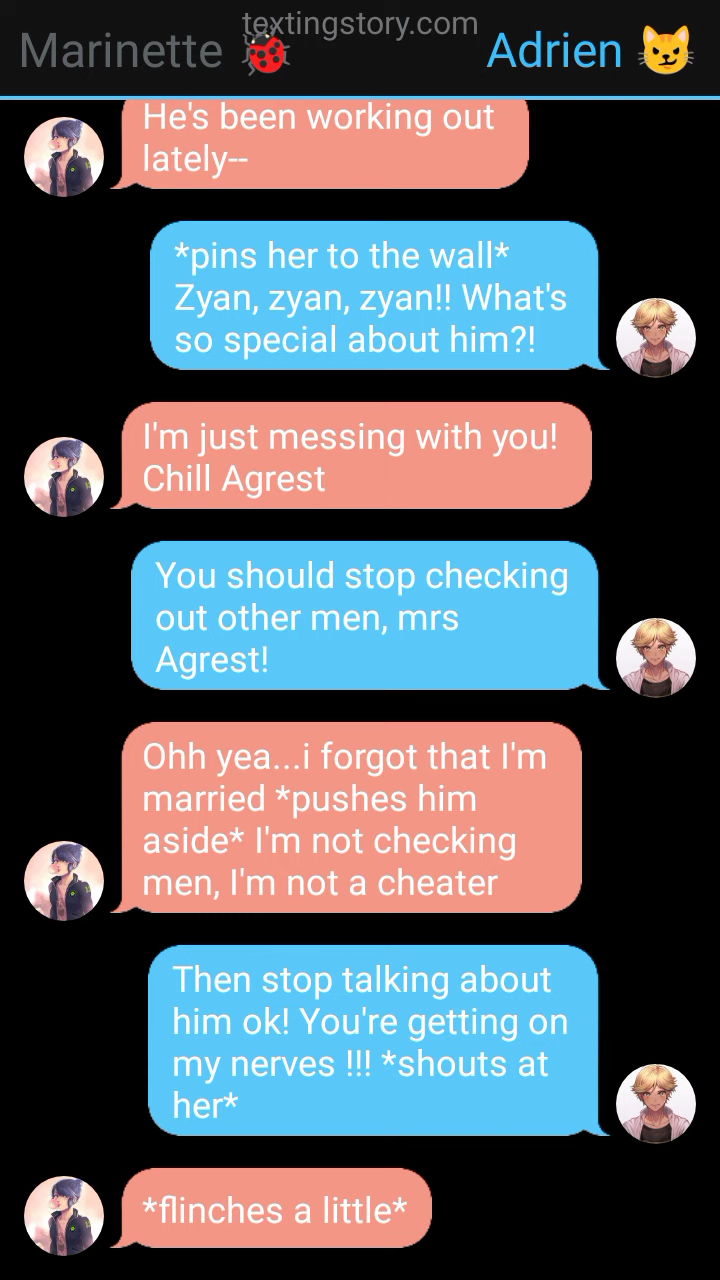 textingstory.com
Marinette 🐞 Adrien 😼
He's been working out
lately--
*pins her to the wall*
Zyan, zyan, zyan!! What's
so special about him?!
I'm just messing with you!
Chill Agrest
You should stop checking
out other men, mrs
Agrest!
Ohh yea...i forgot that I'm
married *pushes him
aside* I'm not checking
men, I'm not a cheater
Then stop talking about
him ok! You're getting on
my nerves !!! *shouts at
her*
*flinches a little*